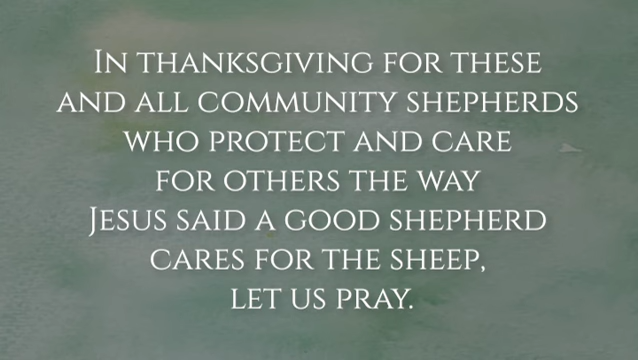 In thanksgiving for these
and all community shepherds
who protect and care
for others the way
Jesus said a good shepherd
cares for the sheep,
let us pray.